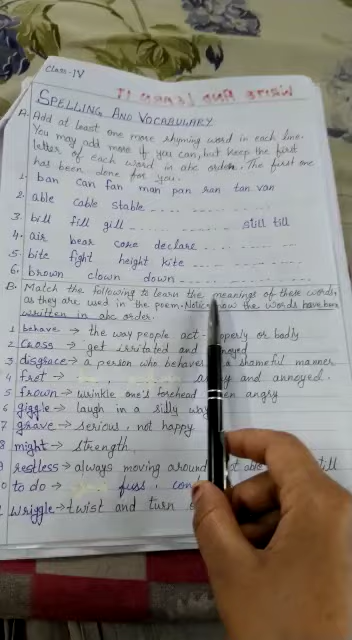 Class-IV
SPELLING AND VOCABULARY
A. Add at least one more rhyming word in each line.
You may add more if you can, but keep the first
letter of each word in abc order. The first one
has been done for you.
1. ban can fan man pan ran tan van
2. able cable stable
3. bill fill gill still till
4. air bear care declare
5. bite fight height kite
6. brown clown down
B. Match the following to learn the meanings of these words,
as they are used in the poem. Notice how the words have been
written in abc order.
1 behave → the way people act properly or badly
2 cross → get irritated and
3 disgrace → a person who behaves a shameful manner
4 fret → and annoyed.
5 frown → wrinkle one's forehead angry
6 giggle → laugh in a silly way
7 grave → serious, not happy
8 might → strength
9 restless → always moving around
to do → fuss,
wriggle → twist and turn